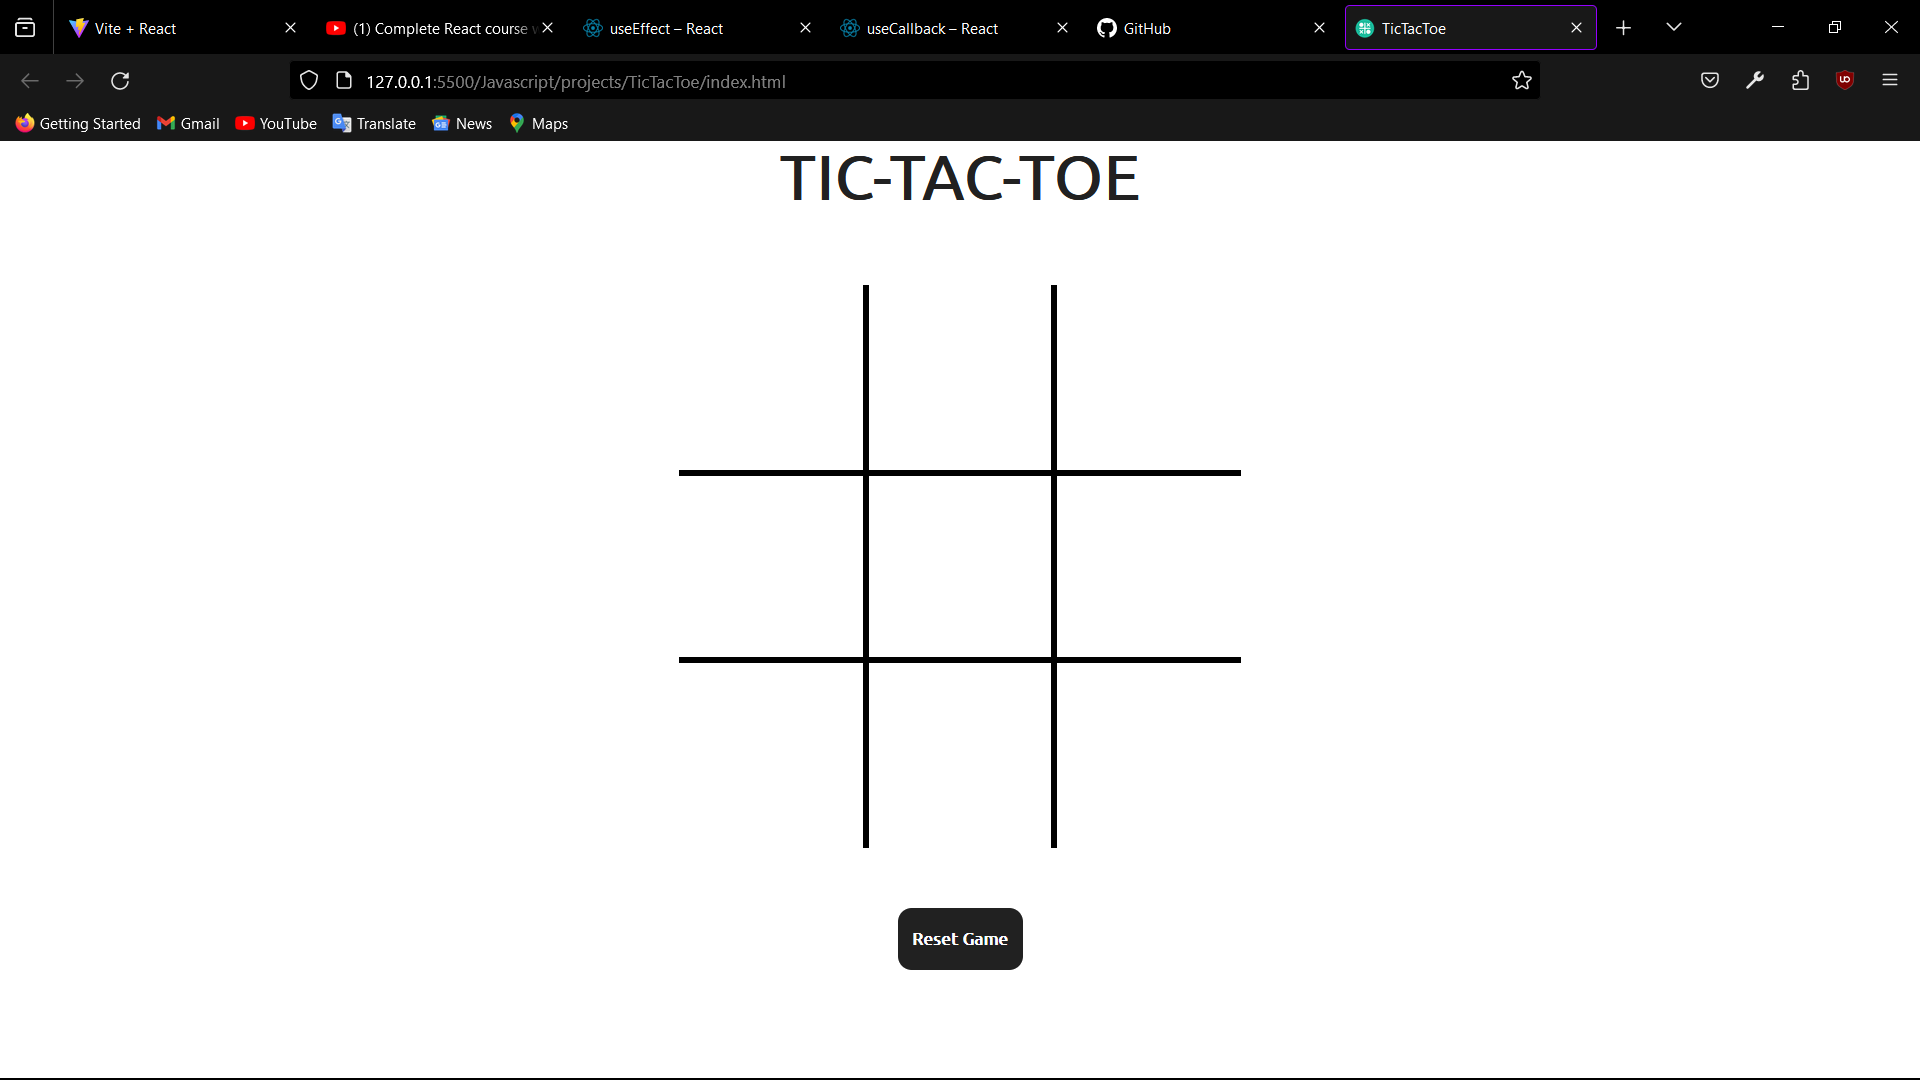 Vite + React
(1) Complete React course
useEffect – React
useCallback – React
GitHub
TicTacToe
127.0.0.1:5500/Javascript/projects/TicTacToe/index.html
Getting Started
Gmail
YouTube
Translate
News
Maps
TIC-TAC-TOE
Reset Game